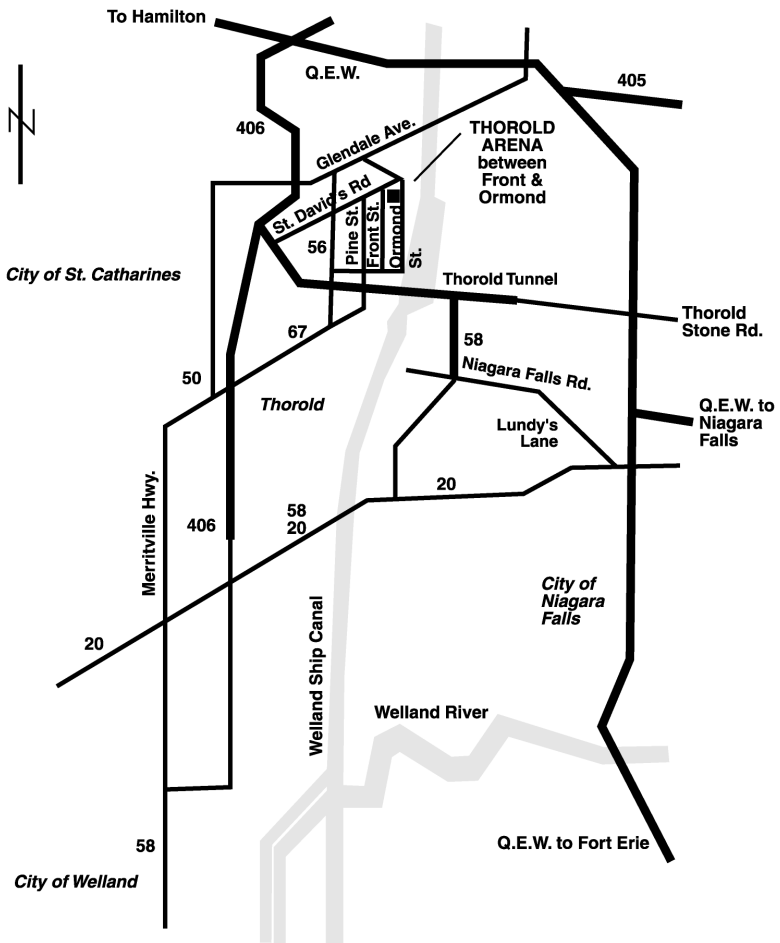 To Hamilton
Q.E.W.
405
406
Glendale Ave.
THOROLD
ARENA
between
Front &
Ormond
St. David's Rd
56
Pine St.
Front St.
Ormond
St.
City of St. Catharines
Thorold Tunnel
Thorold
Stone Rd.
67
58
50
Niagara Falls Rd.
Thorold
Lundy's
Lane
Q.E.W. to
Niagara
Falls
Merritville Hwy.
406
58
20
20
City of
Niagara
Falls
20
Welland Ship Canal
Welland River
58
Q.E.W. to Fort Erie
City of Welland